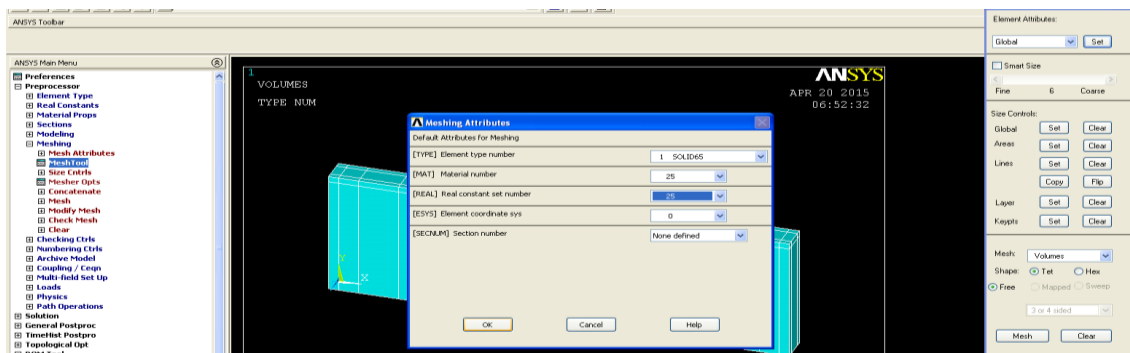 ANSYS Toolbar
ANSYS Main Menu
Preferences
Preprocessor
Element Type
Real Constants
Material Props
Sections
Modeling
Meshing
Mesh Attributes
MeshTool
Size Cntrls
Mesher Opts
Concatenate
Mesh
Modify Mesh
Check Mesh
Clear
Checking Ctrls
Numbering Ctrls
Archive Model
Coupling / Ceqn
Multi-field Set Up
Loads
Physics
Path Operations
Solution
General Postproc
TimeHist Postpro
Topological Opt
1
VOLUMES
TYPE NUM
ANSYS
APR 20 2015
06:52:32
Y
X
Meshing Attributes
Default Attributes for Meshing
[TYPE] Element type number 1 SOLID65
[MAT] Material number 25
[REAL] Real constant set number 25
[ESYS] Element coordinate sys 0
[SECNUM] Section number None defined
OK Cancel Help
Element Attributes:
Global Set
Smart Size
Fine 6 Coarse
Size Controls:
Global Set Clear
Areas Set Clear
Lines Set Clear
Copy Flip
Layer Set Clear
Keypts Set Clear
Mesh: Volumes
Shape: Tet Hex
Free Mapped Sweep
3 or 4 sided
Mesh Clear